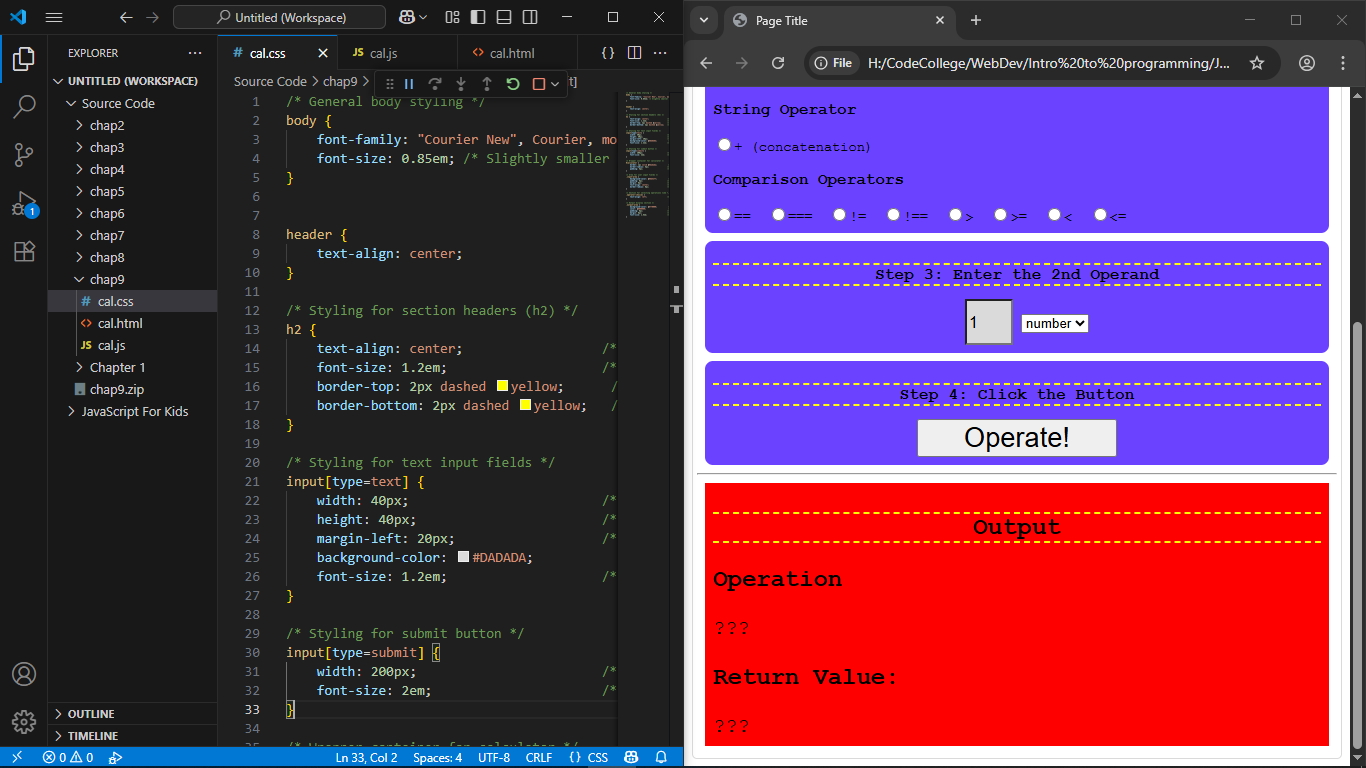 Untitled (Workspace)
EXPLORER
UNTITLED (WORKSPACE)
Source Code
chap2
chap3
chap4
chap5
chap6
chap7
chap8
chap9
# cal.css
<> cal.html
JS cal.js
Chapter 1
chap9.zip
JavaScript For Kids
OUTLINE
TIMELINE
1
# cal.css
JS cal.js
<> cal.html
Source Code > chap9 >
t]
1 /* General body styling */
2 body {
3 font-family: "Courier New", Courier, mo
4 font-size: 0.85em; /* Slightly smaller
5 }
6
7
8 header {
9 text-align: center;
10 }
11
12 /* Styling for section headers (h2) */
13 h2 {
14 text-align: center; /*
15 font-size: 1.2em; /*
16 border-top: 2px dashed yellow; /
17 border-bottom: 2px dashed yellow; /
18 }
19
20 /* Styling for text input fields */
21 input[type=text] {
22 width: 40px; /*
23 height: 40px; /*
24 margin-left: 20px; /*
25 background-color: #DADADA;
26 font-size: 1.2em; /*
27 }
28
29 /* Styling for submit button */
30 input[type=submit] {
31 width: 200px; /*
32 font-size: 2em; /*
33 }
34
0 0
Ln 33, Col 2 Spaces: 4 UTF-8 CRLF {} CSS
Page Title
File H:/CodeCollege/WebDev/Intro%20to%20programming/J...
String Operator
+ (concatenation)
Comparison Operators
== === != !== > >= < <=
Step 3: Enter the 2nd Operand
1 number
Step 4: Click the Button
Operate!
Output
Operation
???
Return Value:
???